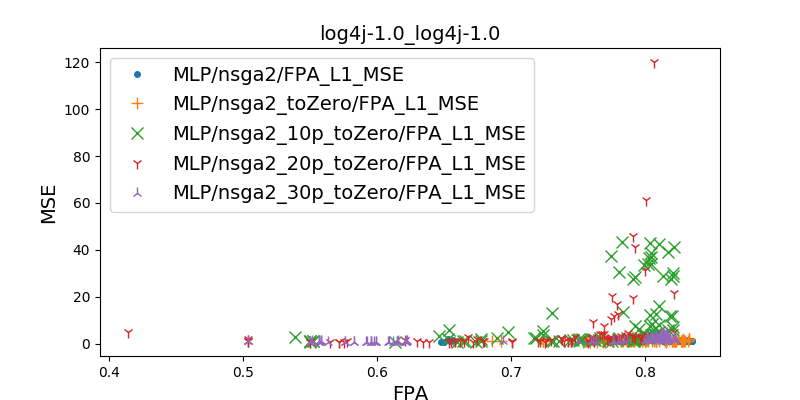 log4j-1.0_log4j-1.0
120
100
80
60
40
20
0
MSE
MLP/nsga2/FPA_L1_MSE
MLP/nsga2_toZero/FPA_L1_MSE
MLP/nsga2_10p_toZero/FPA_L1_MSE
MLP/nsga2_20p_toZero/FPA_L1_MSE
MLP/nsga2_30p_toZero/FPA_L1_MSE
0.4 0.5 0.6 0.7 0.8
FPA